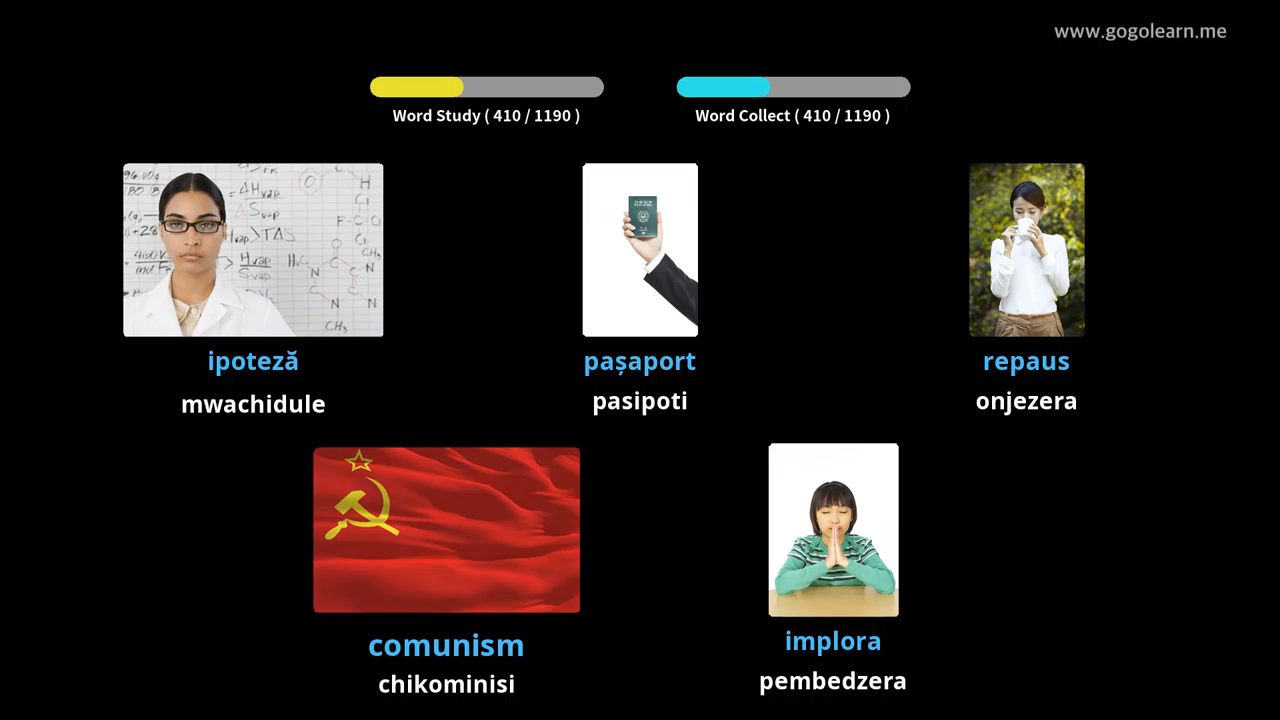 www.gogolearn.me
Word Study ( 410 / 1190 )
Word Collect ( 410 / 1190 )
ipoteză
pașaport
repaus
mwachidule
pasipoti
onjezera
comunism
implora
chikominisi
pembedzera